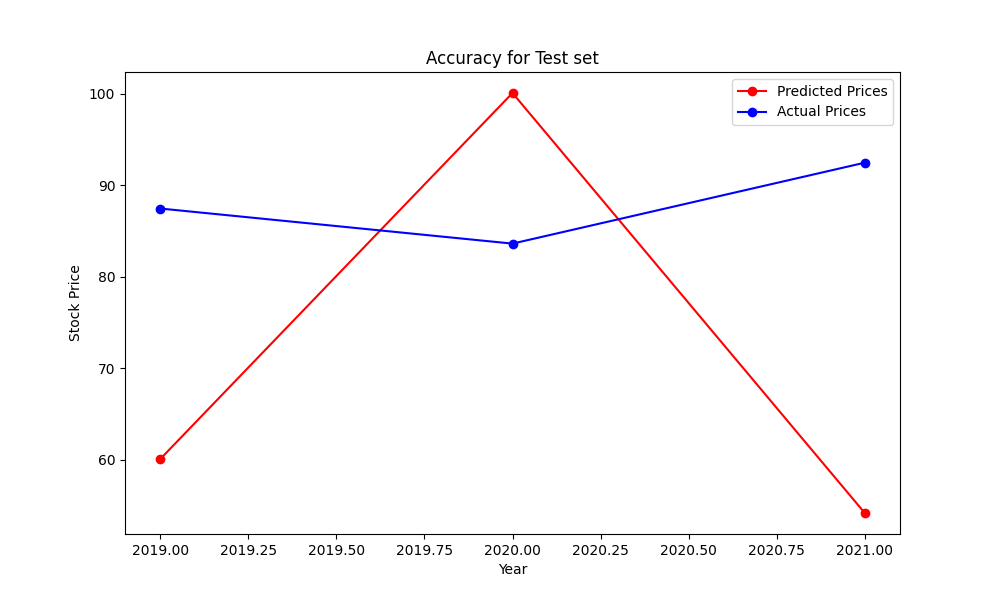 Accuracy for Test set
Predicted Prices
Actual Prices
100
90
80
70
60
Stock Price
2019.00 2019.25 2019.50 2019.75 2020.00 2020.25 2020.50 2020.75 2021.00
Year